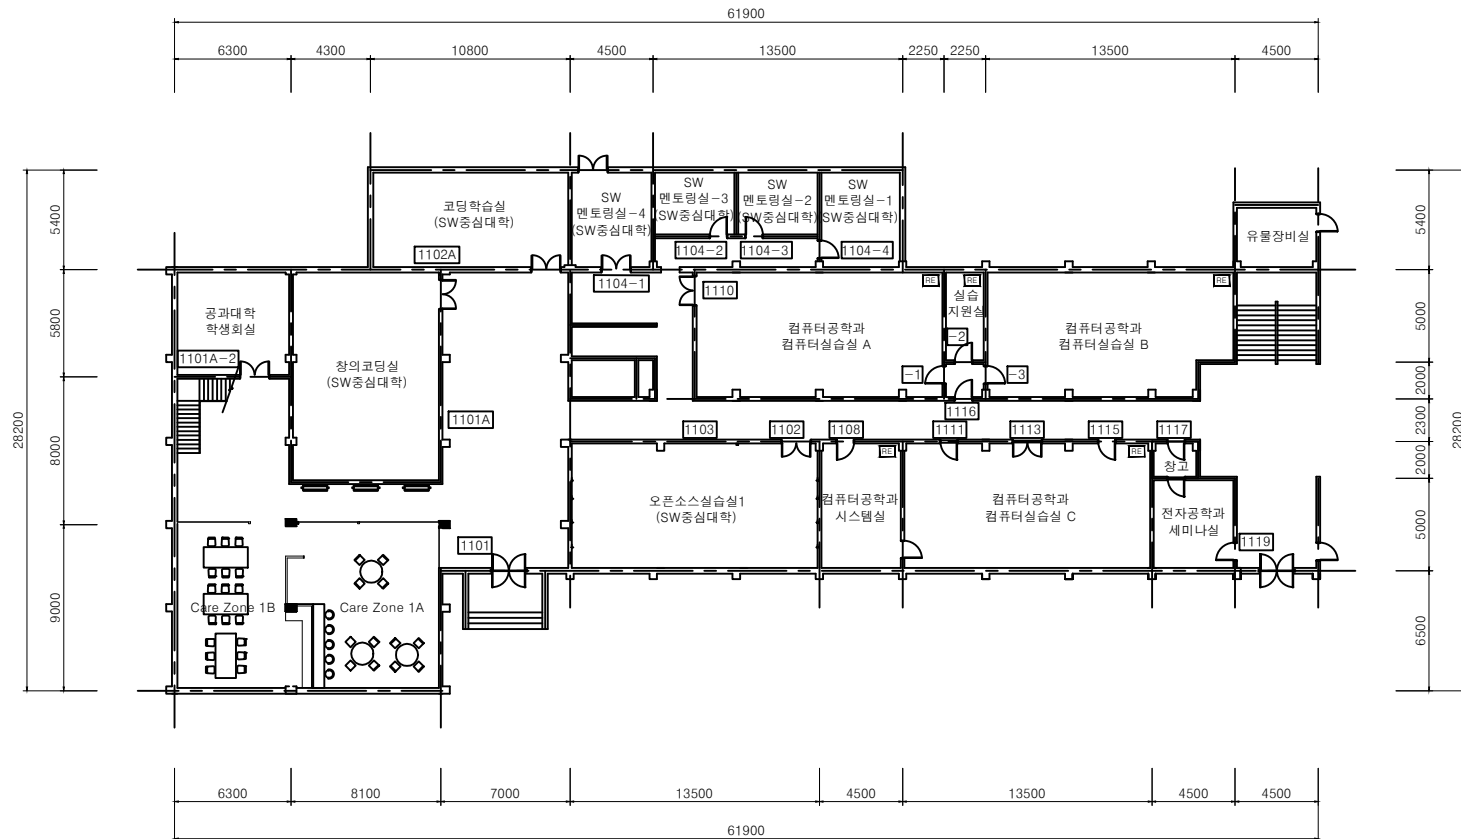 61900
6300
4300
10800
4500
13500
2250
2250
13500
4500
5400
5800
8000
9000
28200
5400
5000
2000
2300
2000
5000
6500
28200
코딩학습실
(SW중심대학)
1102A
SW
멘토링실-4
(SW중심대학)
SW
멘토링실-3
(SW중심대학)
SW
멘토링실-2
(SW중심대학)
SW
멘토링실-1
(SW중심대학)
1104-2
1104-3
1104-4
1104-1
유물장비실
공과대학
학생회실
1101A-2
창의코딩실
(SW중심대학)
1101A
1110
컴퓨터공학과
컴퓨터실습실 A
RE
RE
실습
지원실
-2
-1
-3
1116
컴퓨터공학과
컴퓨터실습실 B
RE
1103
1102
1108
1111
1113
1115
1117
오픈소스실습실1
(SW중심대학)
RE
컴퓨터공학과
시스템실
컴퓨터공학과
컴퓨터실습실 C
RE
창고
전자공학과
세미나실
1119
1101
Care Zone 1B
Care Zone 1A
6300
8100
7000
13500
4500
13500
4500
4500
61900